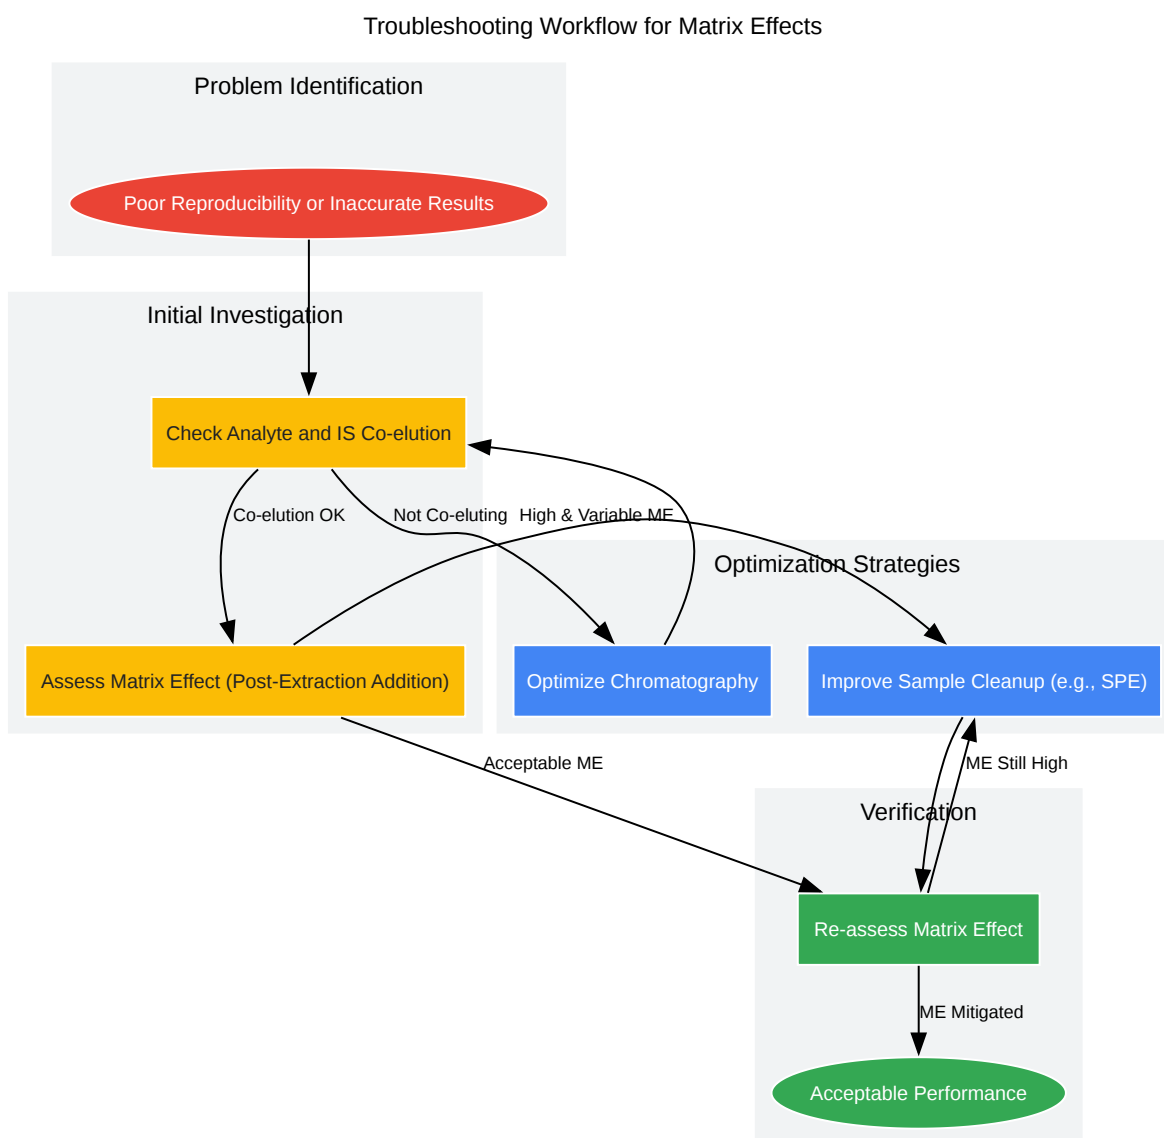 Troubleshooting Workflow for Matrix Effects
Problem Identification
Poor Reproducibility or Inaccurate Results
Initial Investigation
Check Analyte and IS Co-elution
Co-elution OK
Not Co-eluting
High & Variable ME
Optimization Strategies
Assess Matrix Effect (Post-Extraction Addition)
Optimize Chromatography
Improve Sample Cleanup (e.g., SPE)
Acceptable ME
ME Still High
Verification
Re-assess Matrix Effect
ME Mitigated
Acceptable Performance